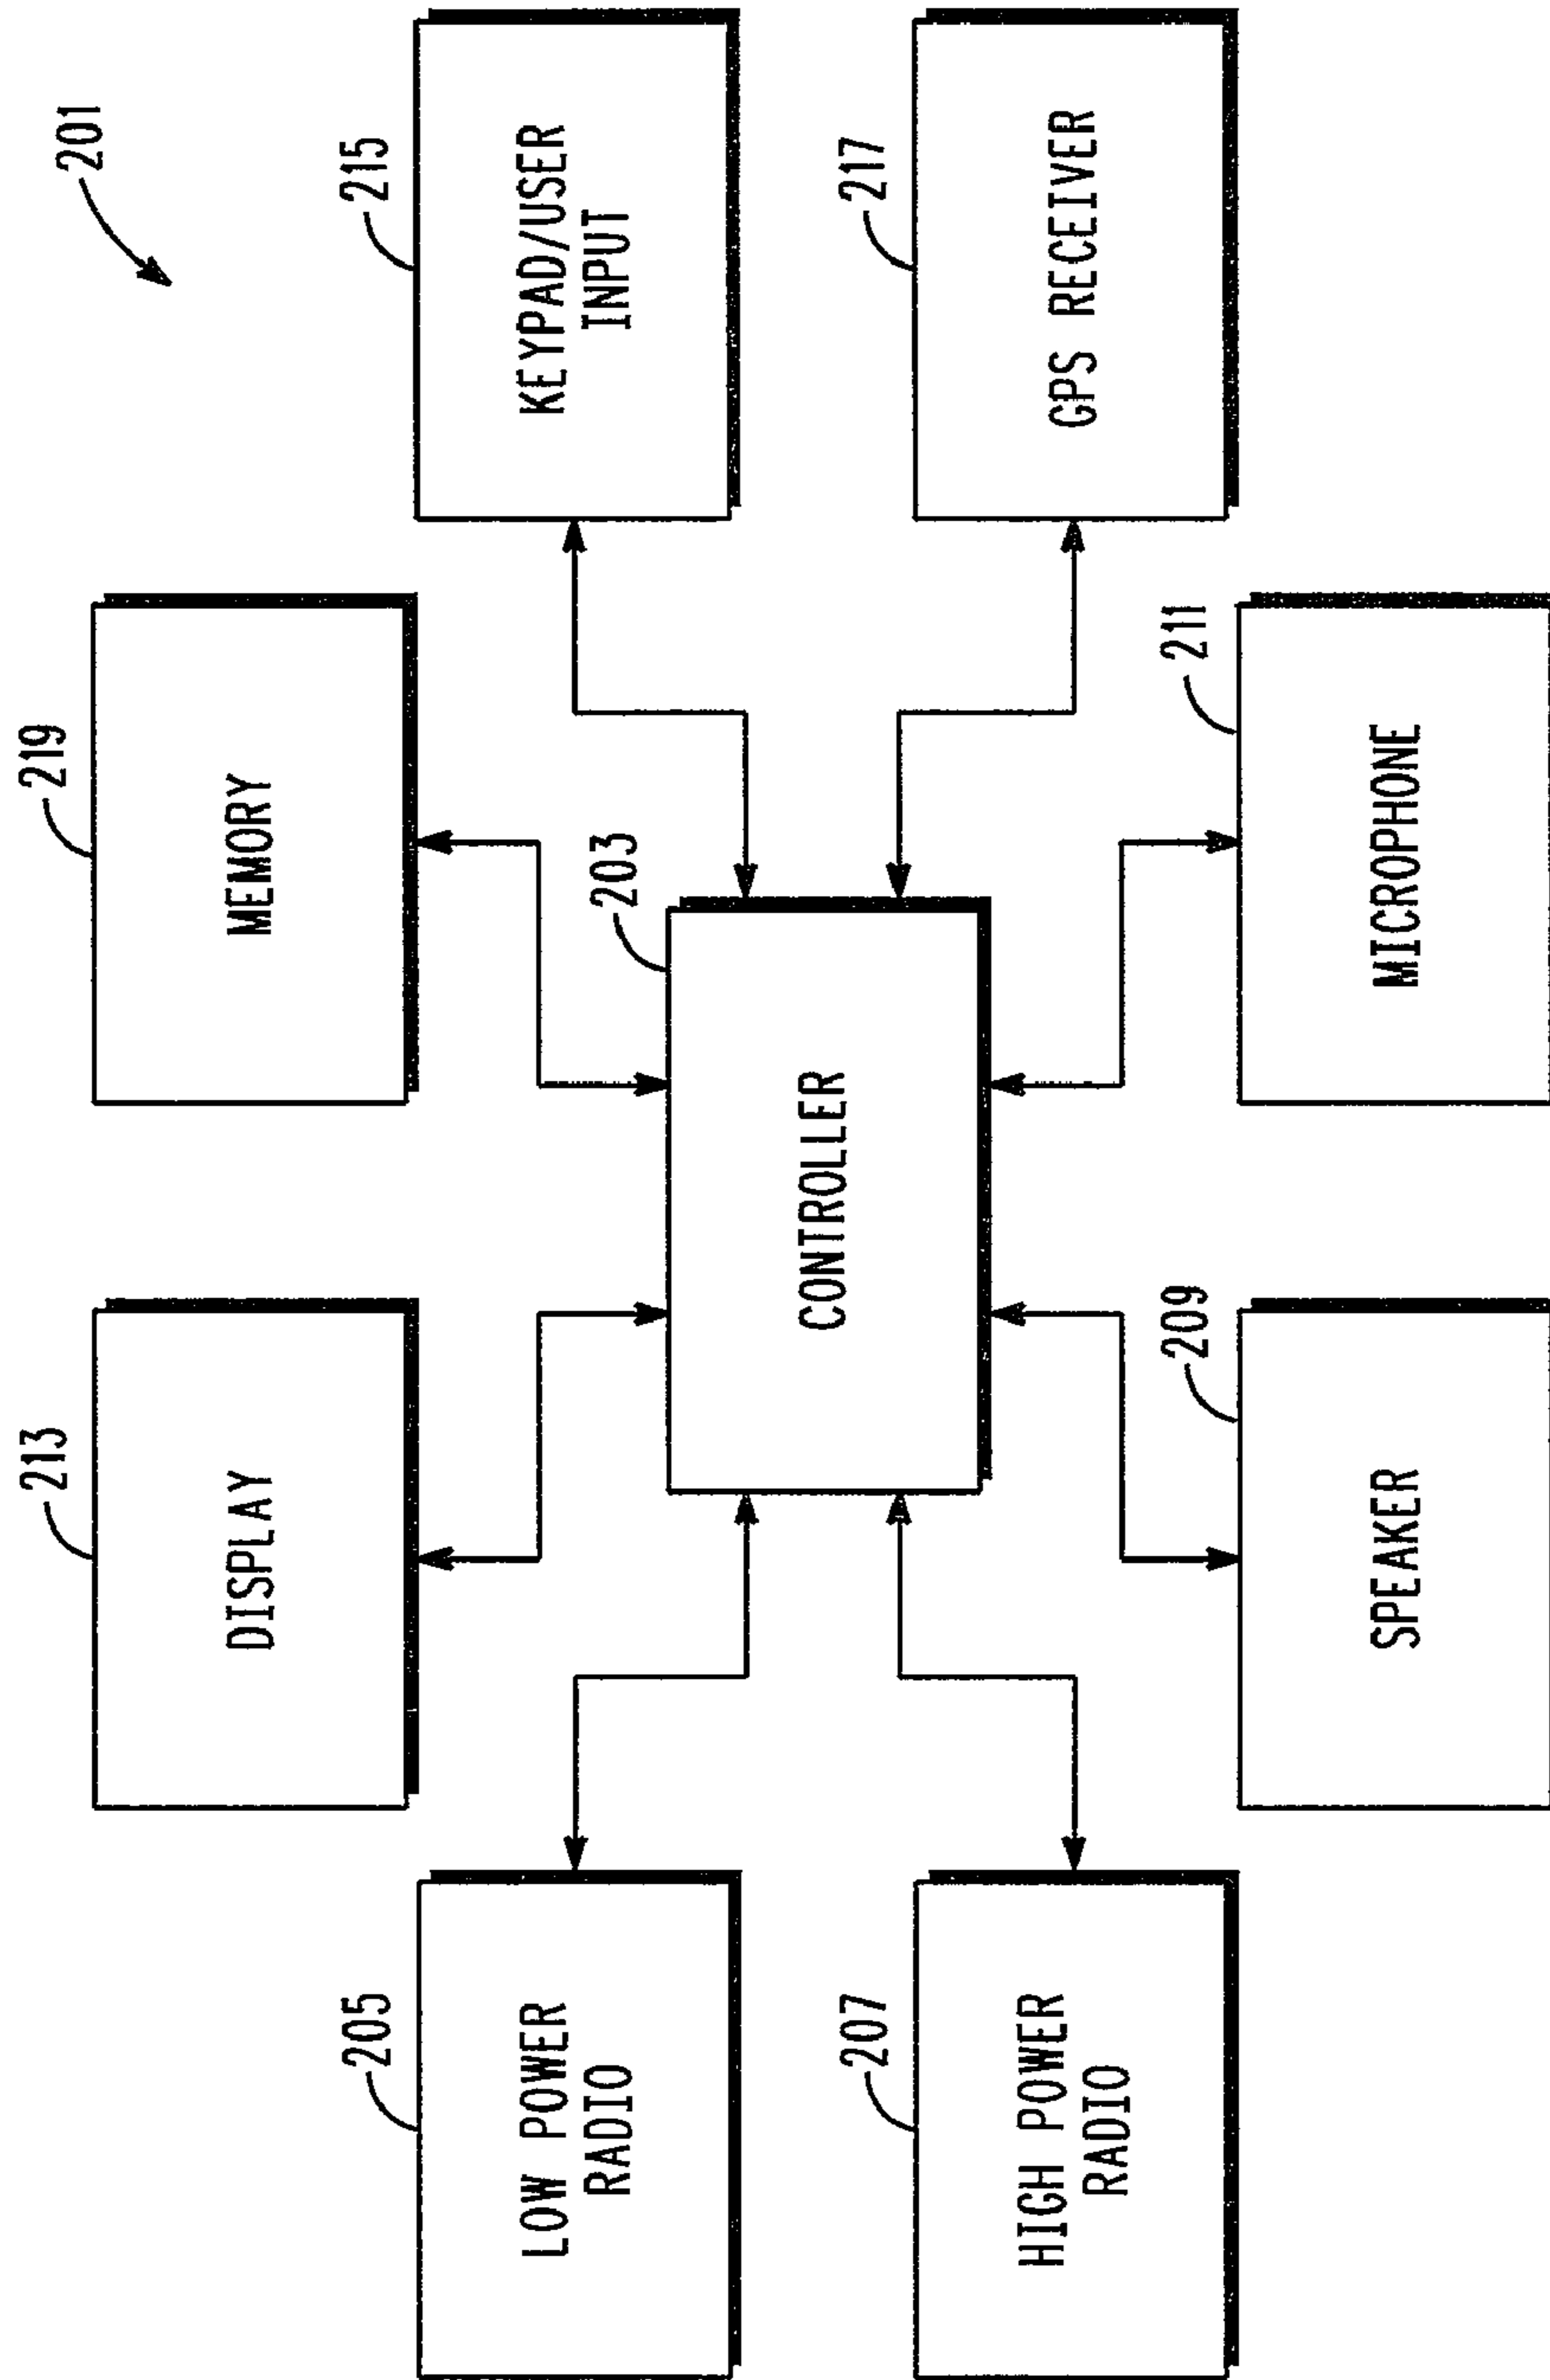 201
213
DISPLAY
219
MEMORY
205
LOW POWER
RADIO
203
CONTROLLER
215
KEYPAD/USER
INPUT
207
HIGH POWER
RADIO
217
GPS RECEIVER
209
SPEAKER
211
MICROPHONE